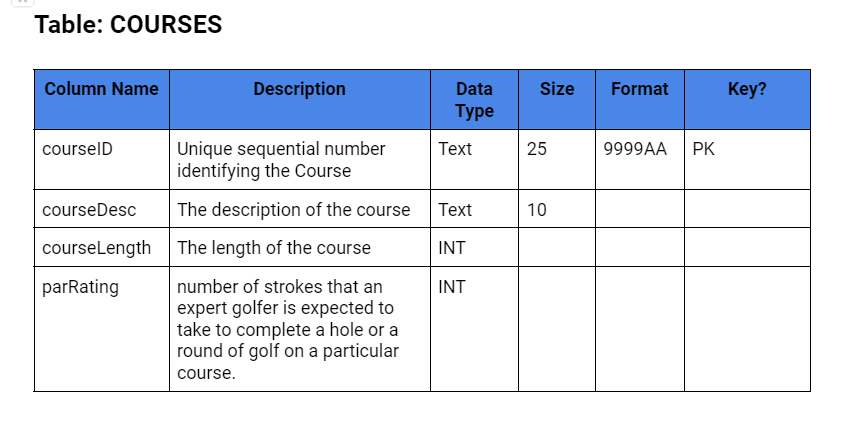 Table: COURSES
Column Name Description Data Type Size Format Key?
courseID Unique sequential number identifying the Course Text 25 9999AA PK
courseDesc The description of the course Text 10
courseLength The length of the course INT
parRating number of strokes that an expert golfer is expected to take to complete a hole or a round of golf on a particular course. INT